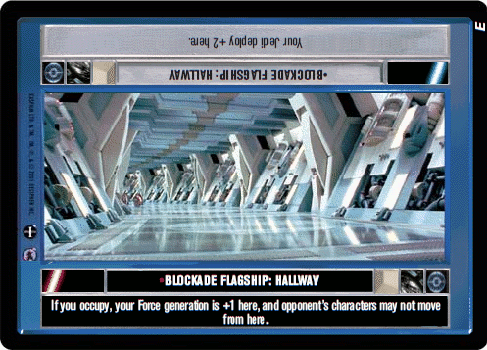 E
Your Jedi deploy +2 here.
•BLOCKADE FLAGSHIP: HALLWAY
•BLOCKADE FLAGSHIP: HALLWAY
If you occupy, your Force generation is +1 here, and opponent's characters may not move
from here.